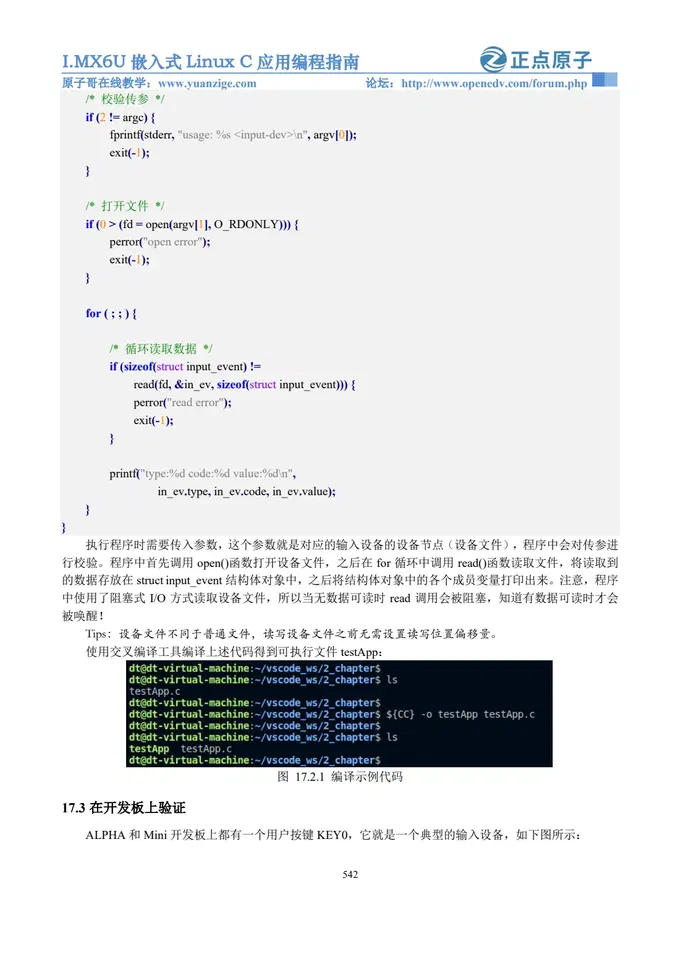 I.MX6U 嵌入式 Linux C 应用编程指南
正点原子
原子哥在线教学：www.yuanzige.com 论坛：http://www.openedv.com/forum.php
/* 校验传参 */
if (2 != argc) {
fprintf(stderr, "usage: %s <input-dev>\n", argv[0]);
exit(-1);
}
/* 打开文件 */
if (0 > (fd = open(argv[1], O_RDONLY))) {
perror("open error");
exit(-1);
}
for ( ; ; ) {
/* 循环读取数据 */
if (sizeof(struct input_event) !=
read(fd, &in_ev, sizeof(struct input_event))) {
perror("read error");
exit(-1);
}
printf("type:%d code:%d value:%d\n",
in_ev.type, in_ev.code, in_ev.value);
}
}
执行程序时需要传入参数，这个参数就是对应的输入设备的设备节点（设备文件），程序中会对传参进
行校验。程序中首先调用 open()函数打开设备文件，之后在 for 循环中调用 read()函数读取文件，将读取到
的数据存放在 struct input_event 结构体对象中，之后将结构体对象中的各个成员变量打印出来。注意，程序
中使用了阻塞式 I/O 方式读取设备文件，所以当无数据可读时 read 调用会被阻塞，知道有数据可读时才会
被唤醒！
Tips：设备文件不同于普通文件，读写设备文件之前无需设置读写位置偏移量。
使用交叉编译工具编译上述代码得到可执行文件 testApp：
dt@dt-virtual-machine:~/vscode_ws/2_chapter$
dt@dt-virtual-machine:~/vscode_ws/2_chapter$ ls
testApp.c
dt@dt-virtual-machine:~/vscode_ws/2_chapter$
dt@dt-virtual-machine:~/vscode_ws/2_chapter$ ${CC} -o testApp testApp.c
dt@dt-virtual-machine:~/vscode_ws/2_chapter$
dt@dt-virtual-machine:~/vscode_ws/2_chapter$ ls
testApp testApp.c
dt@dt-virtual-machine:~/vscode_ws/2_chapter$
图 17.2.1 编译示例代码
17.3 在开发板上验证
ALPHA 和 Mini 开发板上都有一个用户按键 KEY0，它就是一个典型的输入设备，如下图所示：
542